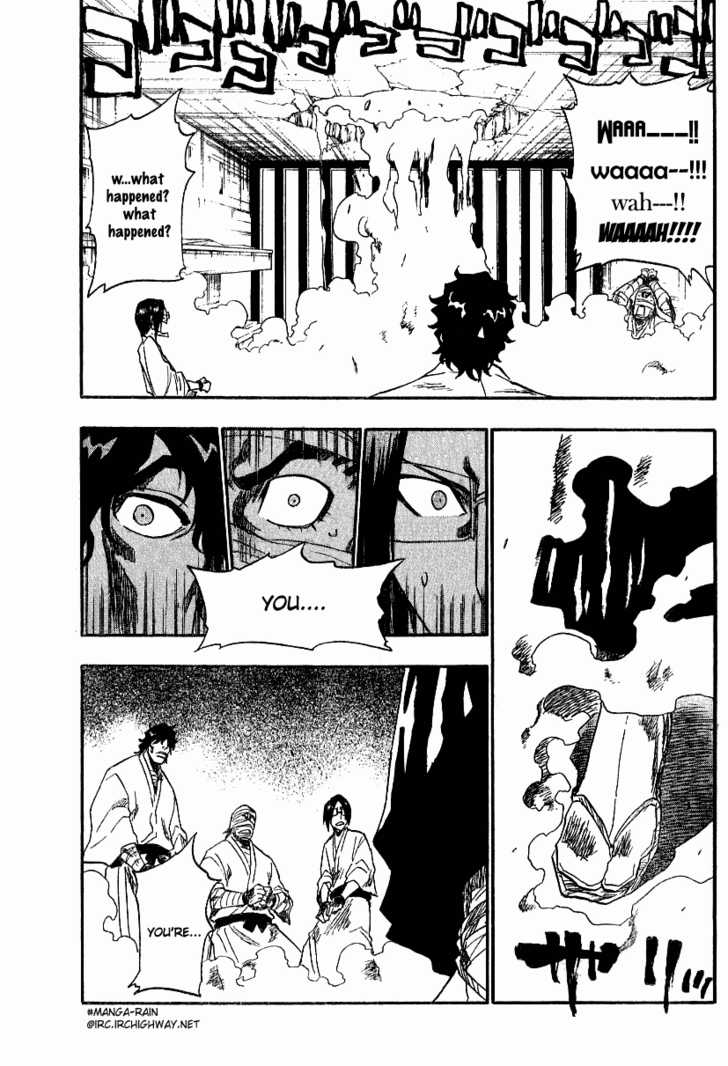 WAAA-----!!
waaaa--!!!
wah---!!
WAAAAH!!!!
w...what
happened?
what
happened?
YOU....
YOU'RE...
#MANGA-RAIN
@IRC.IRCHIGHWAY.NET